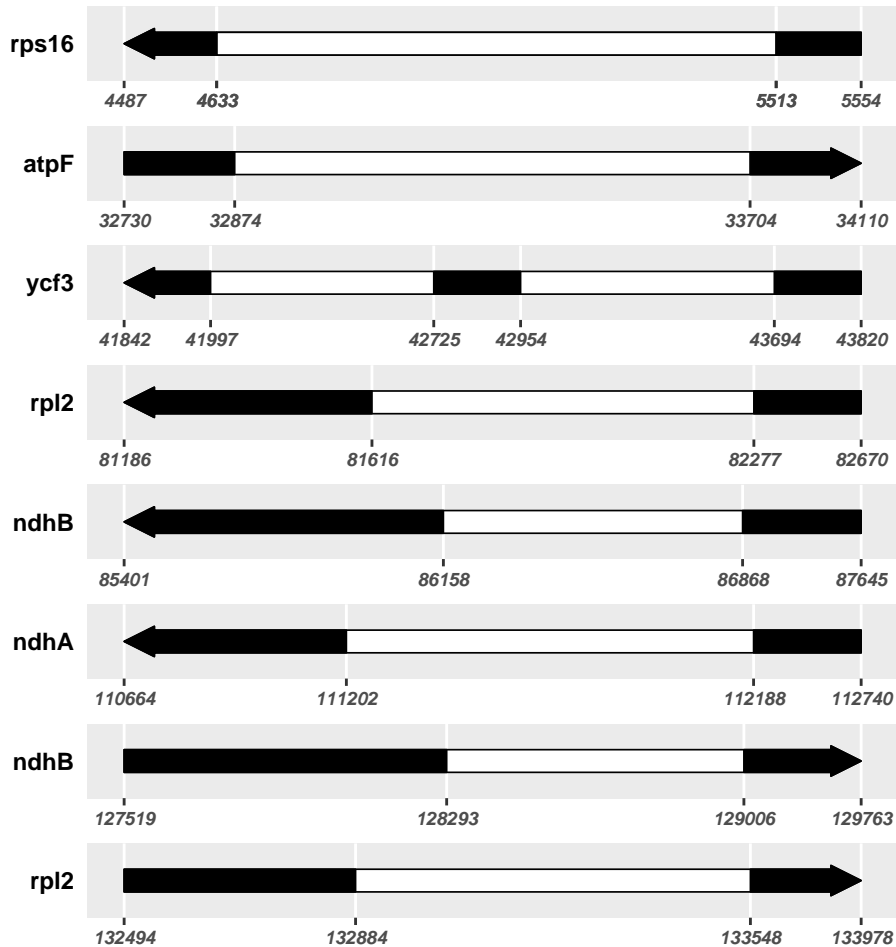 rps16
4487 4633 5513 5554
atpF
32730 32874 33704 34110
ycf3
41842 41997 42725 42954 43694 43820
rpl2
81186 81616 82277 82670
ndhB
85401 86158 86868 87645
ndhA
110664 111202 112188 112740
ndhB
127519 128293 129006 129763
rpl2
132494 132884 133548 133978